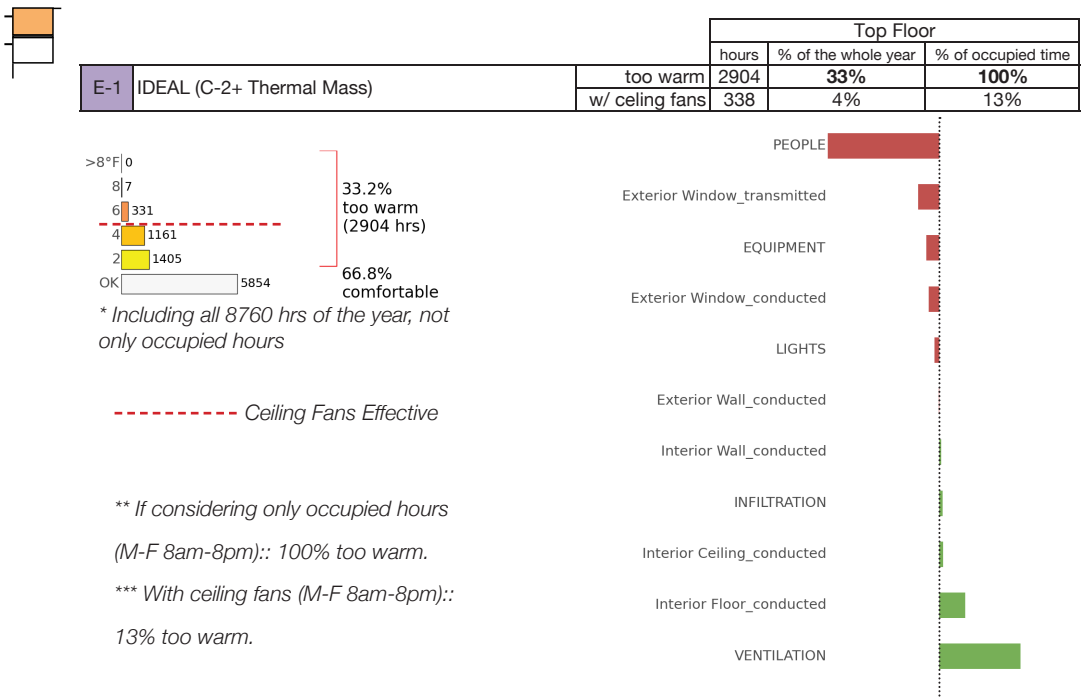 Top Floor
hours % of the whole year % of occupied time
E-1 IDEAL (C-2+ Thermal Mass) too warm 2904 33% 100%
w/ celing fans 338 4% 13%
>8°F 0
8 7
6 331
4 1161
2 1405
OK 5854
33.2%
too warm
(2904 hrs)
66.8%
comfortable
* Including all 8760 hrs of the year, not
only occupied hours
Ceiling Fans Effective
** If considering only occupied hours
(M-F 8am-8pm):: 100% too warm.
*** With ceiling fans (M-F 8am-8pm)::
13% too warm.
PEOPLE
Exterior Window_transmitted
EQUIPMENT
Exterior Window_conducted
LIGHTS
Exterior Wall_conducted
Interior Wall_conducted
INFILTRATION
Interior Ceiling_conducted
Interior Floor_conducted
VENTILATION